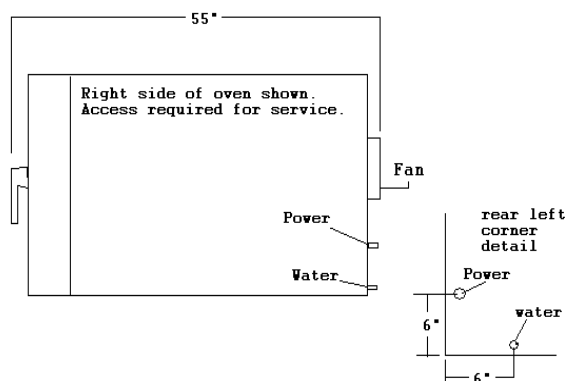 55"
Right side of oven shown.
Access required for service.
Fan
Power
Water
rear left
corner
detail
Power
water
6"
6"